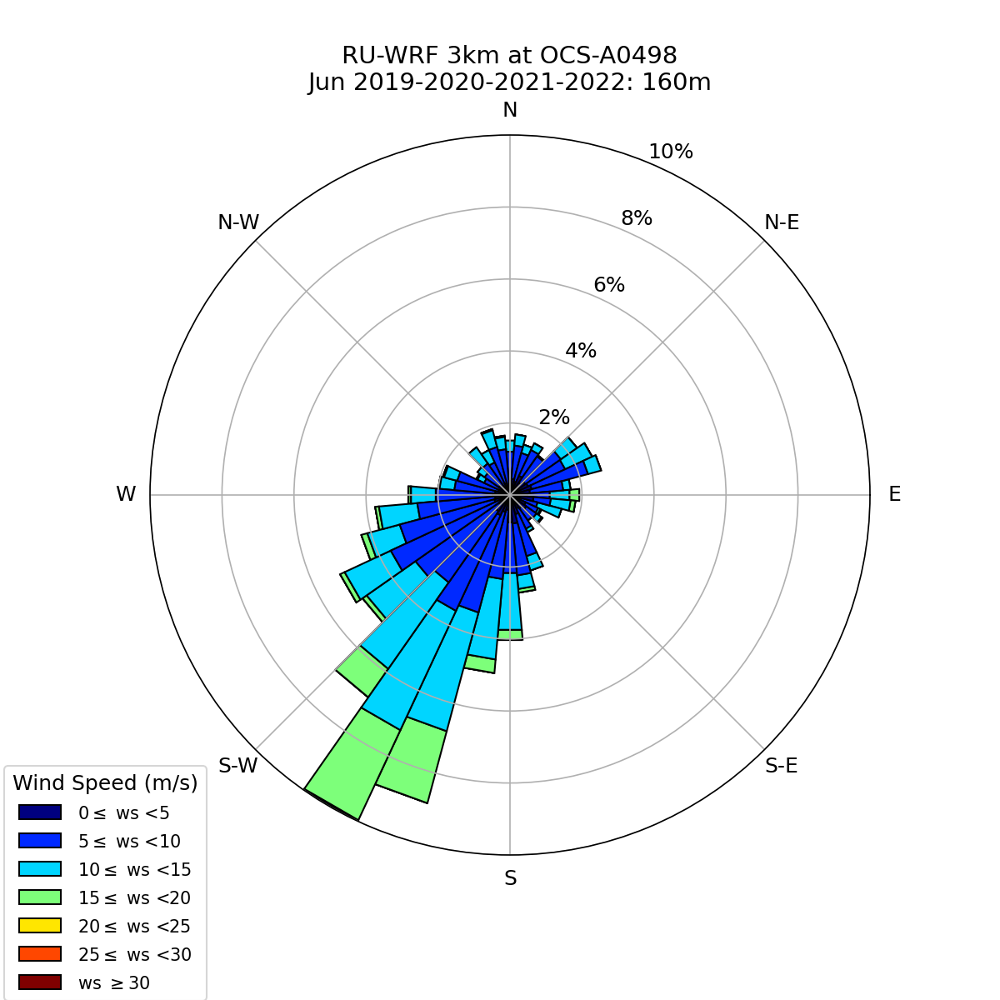 RU-WRF 3km at OCS-A0498
Jun 2019-2020-2021-2022: 160m
N
10%
N-W
8%
N-E
6%
4%
2%
W
E
S-W
S-E
S
Wind Speed (m/s)
0≤ ws <5
5≤ ws <10
10≤ ws <15
15≤ ws <20
20≤ ws <25
25≤ ws <30
ws ≥30